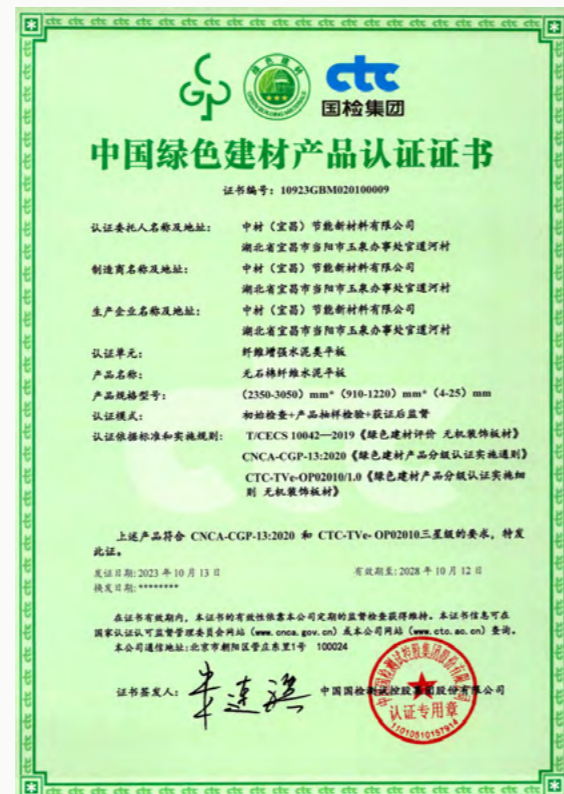 CGP
绿色建材
ctc
国检集团
中国绿色建材产品认证证书
证书编号：10923GBM020100009
认证委托人名称及地址： 中材（宜昌）节能新材料有限公司
湖北省宜昌市当阳市玉泉办事处官道河村
制造商名称及地址： 中材（宜昌）节能新材料有限公司
湖北省宜昌市当阳市玉泉办事处官道河村
生产企业名称及地址： 中材（宜昌）节能新材料有限公司
湖北省宜昌市当阳市玉泉办事处官道河村
认证单元： 纤维增强水泥类平板
产品名称： 无石棉纤维水泥平板
产品规格型号： （2350-3050）mm*（910-1220）mm*（4-25）mm
认证模式： 初始检查+产品抽样检验+获证后监督
认证依据标准和实施规则： T/CECS 10042—2019《绿色建材评价 无机装饰板材》
CNCA-CGP-13:2020《绿色建材产品分级认证实施通则》
CTC-TVe-OP02010/1.0《绿色建材产品分级认证实施细
则 无机装饰板材》
上述产品符合 CNCA-CGP-13:2020 和 CTC-TVe- OP02010三星级的要求，特发
此证。
发证日期:2023 年 10 月 13 日 有效期至:2028 年 10 月 12 日
换发日期:********
在证书有效期内，本证书的有效性依靠本公司定期的监督检查获得维持。本证书信息可在
国家认证认可监督管理委员会网站（www.cnca.gov.cn）或本公司网站（www.ctc.ac.cn）查询。
本公司通信地址:北京市朝阳区管庄东里1号 100024
证书签发人： 中国国检测试控股集团股份有限公司
中国国检测试控股集团股份有限公司
认证专用章
11010510157914